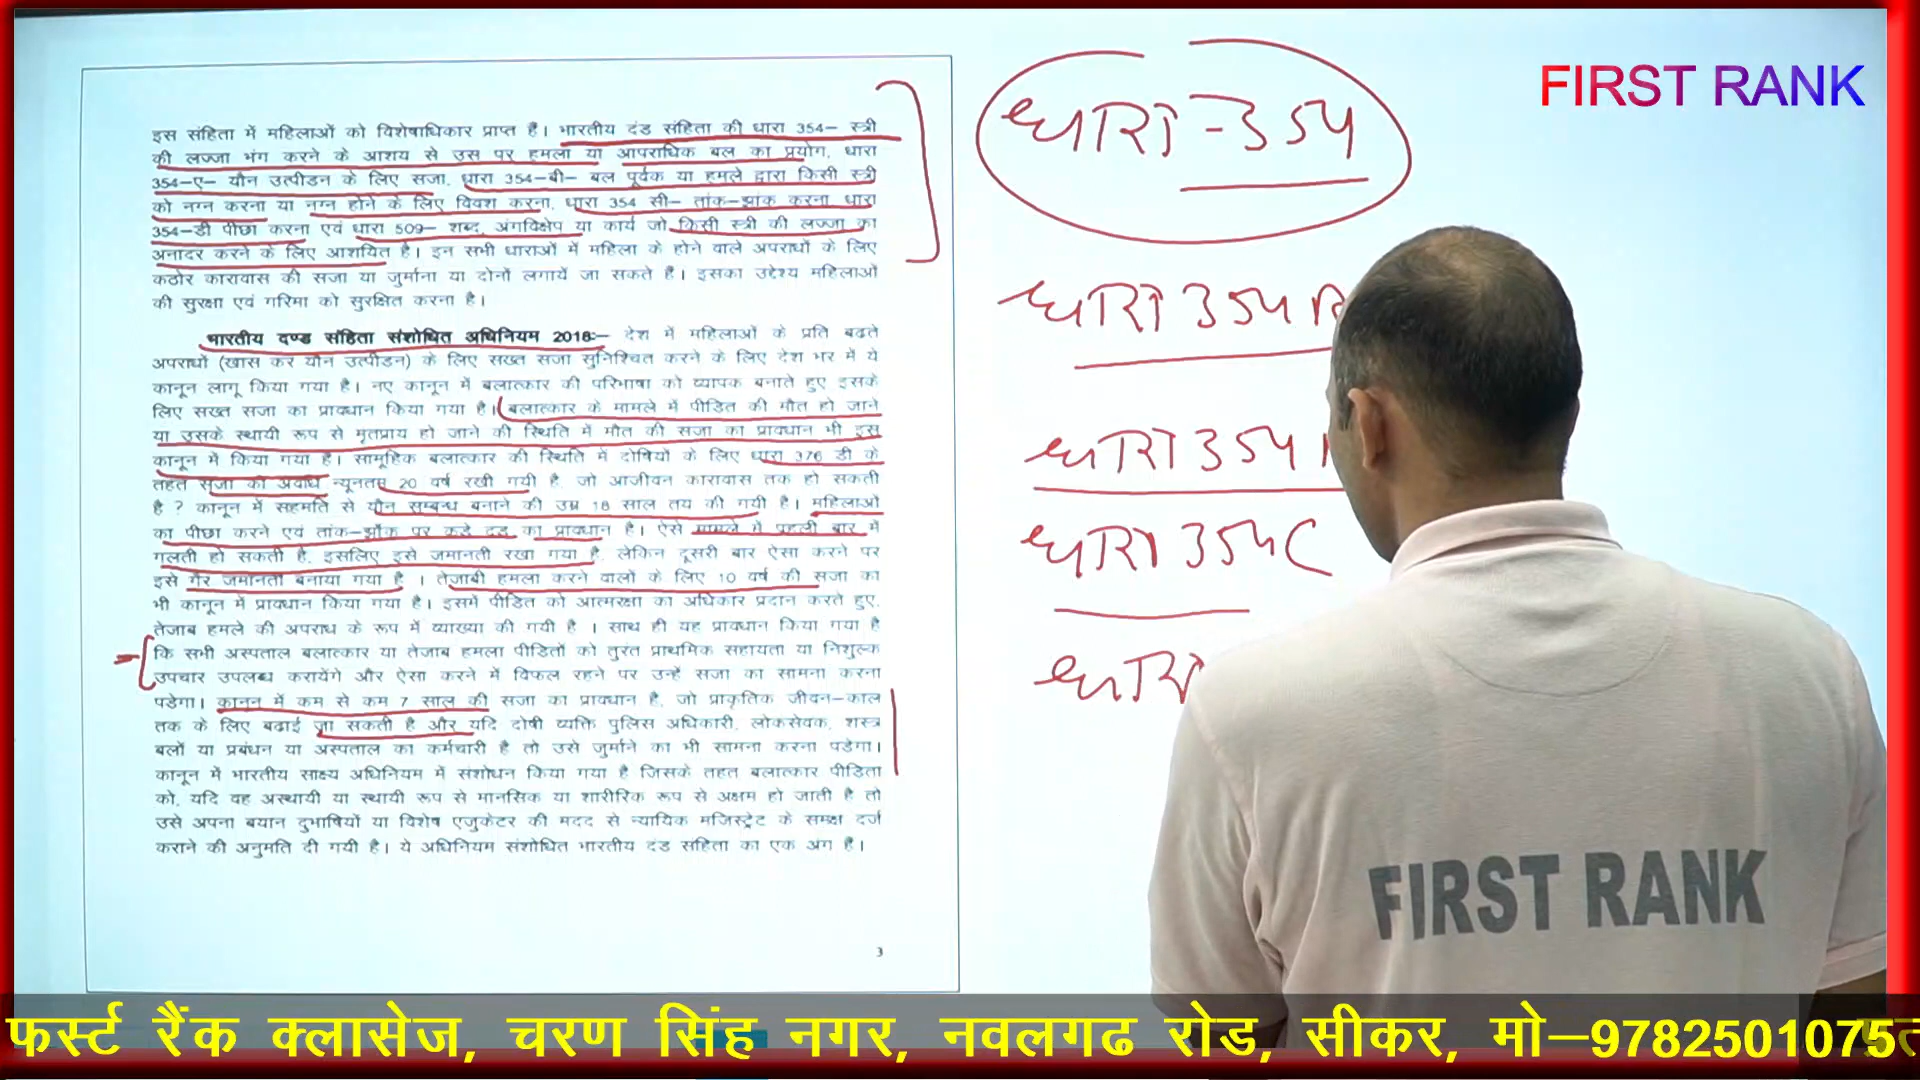 FIRST RANK
इस संहिता में महिलाओं को विशेषाधिकार प्राप्त है। भारतीय दंड संहिता की धारा 354– स्त्री
की लज्जा भंग करने के आशय से उस पर हमला या आपराधिक बल का प्रयोग, धारा
354-ए– यौन उत्पीडन के लिए सजा, धारा 354-बी– बल पूर्वक या हमले द्वारा किसी स्त्री
को नग्न करना या नग्न होने के लिए विवश करना, धारा 354 सी– तांक-झांक करना धारा
354-डी पीछा करना एवं धारा 509– शब्द, अंगविक्षेप या कार्य जो किसी स्त्री की लज्जा का
अनादर करने के लिए आशयित है। इन सभी धाराओं में महिला के होने वाले अपराधों के लिए
कठोर कारावास की सजा या जुर्माना या दोनों लगायें जा सकते हैं। इसका उद्देश्य महिलाओं
की सुरक्षा एवं गरिमा को सुरक्षित करना है।
भारतीय दण्ड संहिता संशोधित अधिनियम 2018:– देश में महिलाओं के प्रति बढते
अपराधों (खास कर यौन उत्पीडन) के लिए सख्त सजा सुनिश्चित करने के लिए देश भर में ये
कानून लागू किया गया है। नए कानून में बलात्कार की परिभाषा को व्यापक बनाते हुए इसके
लिए सख्त सजा का प्रावधान किया गया है। बलात्कार के मामले में पीडित की मौत हो जाने
या उसके स्थायी रूप से मृतप्राय हो जाने की स्थिति में मौत की सजा का प्रावधान भी इस
कानून में किया गया है। सामूहिक बलात्कार की स्थिति में दोषियों के लिए धारा 376 डी के
तहत सजा की अवधि न्यूनतम 20 वर्ष रखी गयी है, जो आजीवन कारावास तक हो सकती
है ? कानून में सहमति से यौन सम्बन्ध बनाने की उम्र 18 साल तय की गयी है। महिलाओं
का पीछा करने एवं तांक-झाँक पर कडे दंड का प्रावधान है। ऐसे मामले में पहली बार में
गलती हो सकती है, इसलिए इसे जमानती रखा गया है, लेकिन दूसरी बार ऐसा करने पर
इसे गैर जमानती बनाया गया है । तेजाबी हमला करने वालों के लिए 10 वर्ष की सजा का
भी कानून में प्रावधान किया गया है। इसमें पीडित को आत्मरक्षा का अधिकार प्रदान करते हुए,
तेजाब हमले की अपराध के रूप में व्याख्या की गयी है । साथ ही यह प्रावधान किया गया है
कि सभी अस्पताल बलात्कार या तेजाब हमला पीडितों को तुरंत प्राथमिक सहायता या निशुल्क
उपचार उपलब्ध करायेंगे और ऐसा करने में विफल रहने पर उन्हें सजा का सामना करना
पडेगा। कानून में कम से कम 7 साल की सजा का प्रावधान है, जो प्राकृतिक जीवन-काल
तक के लिए बढाई जा सकती है और यदि दोषी व्यक्ति पुलिस अधिकारी, लोकसेवक, शस्त्र
बलों या प्रबंधन या अस्पताल का कर्मचारी है तो उसे जुर्माने का भी सामना करना पडेगा।
कानून में भारतीय साक्ष्य अधिनियम में संशोधन किया गया है जिसके तहत बलात्कार पीडिता
को, यदि वह अस्थायी या स्थायी रूप से मानसिक या शारीरिक रूप से अक्षम हो जाती है तो
उसे अपना बयान दुभाषियों या विशेष एजुकेटर की मदद से न्यायिक मजिस्ट्रेट के समक्ष दर्ज
कराने की अनुमति दी गयी है। ये अधिनियम संशोधित भारतीय दंड संहिता का एक अंग है।
3
धारा - 354
धारा 354 A
धारा 354
धारा 354 C
धारा
FIRST RANK
फर्स्ट रैंक क्लासेज, चरण सिंह नगर, नवलगढ रोड, सीकर, मो–9782501075